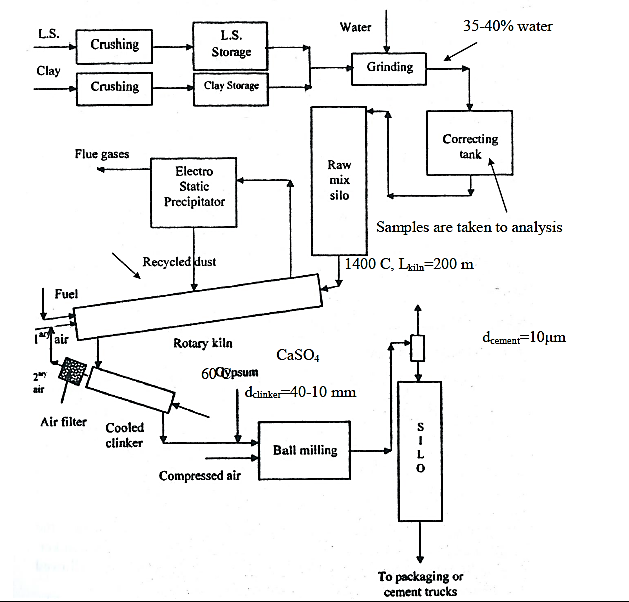 L.S.
Crushing
L.S.
Storage
Water
35-40% water
Clay
Crushing
Clay Storage
Grinding
Correcting
tank
Flue gases
Electro
Static
Precipitator
Raw
mix
silo
Samples are taken to analysis
Recycled dust
1400 C, Lkiln=200 m
Fuel
1ary air
Rotary kiln
dcement=10µm
CaSO4
2ary
air
Gypsum
dclinker=40-10 mm
Air filter
Cooled
clinker
Ball milling
SILO
Compressed air
To packaging or
cement trucks